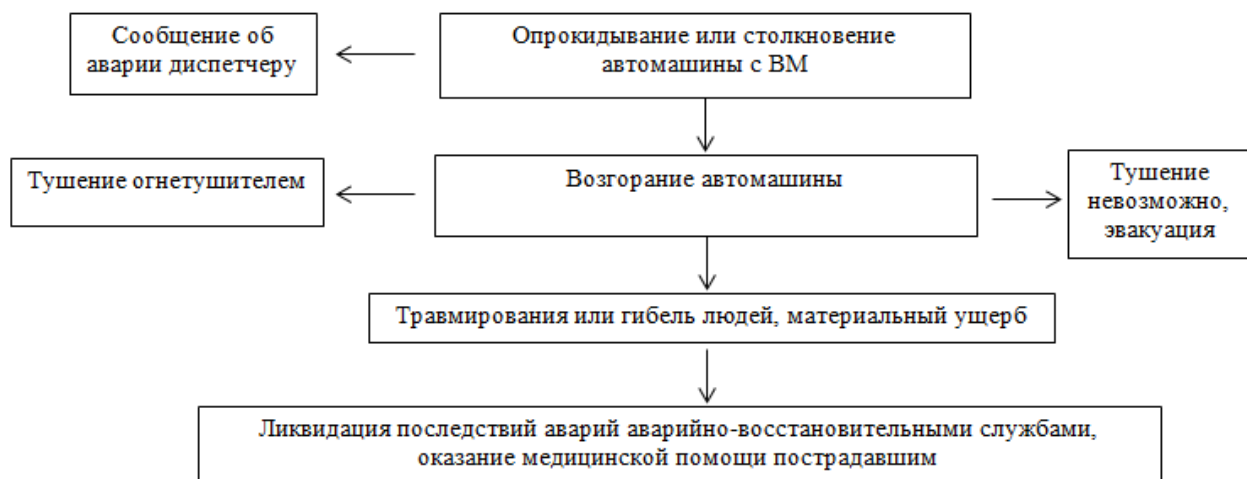 Сообщение об
аварии диспетчеру
Опрокидывание или столкновение
автомашины с ВМ
Тушение огнетушителем
Возгорание автомашины
Тушение
невозможно,
эвакуация
Травмирования или гибель людей, материальный ущерб
Ликвидация последствий аварий аварийно-восстановительными службами,
оказание медицинской помощи пострадавшим